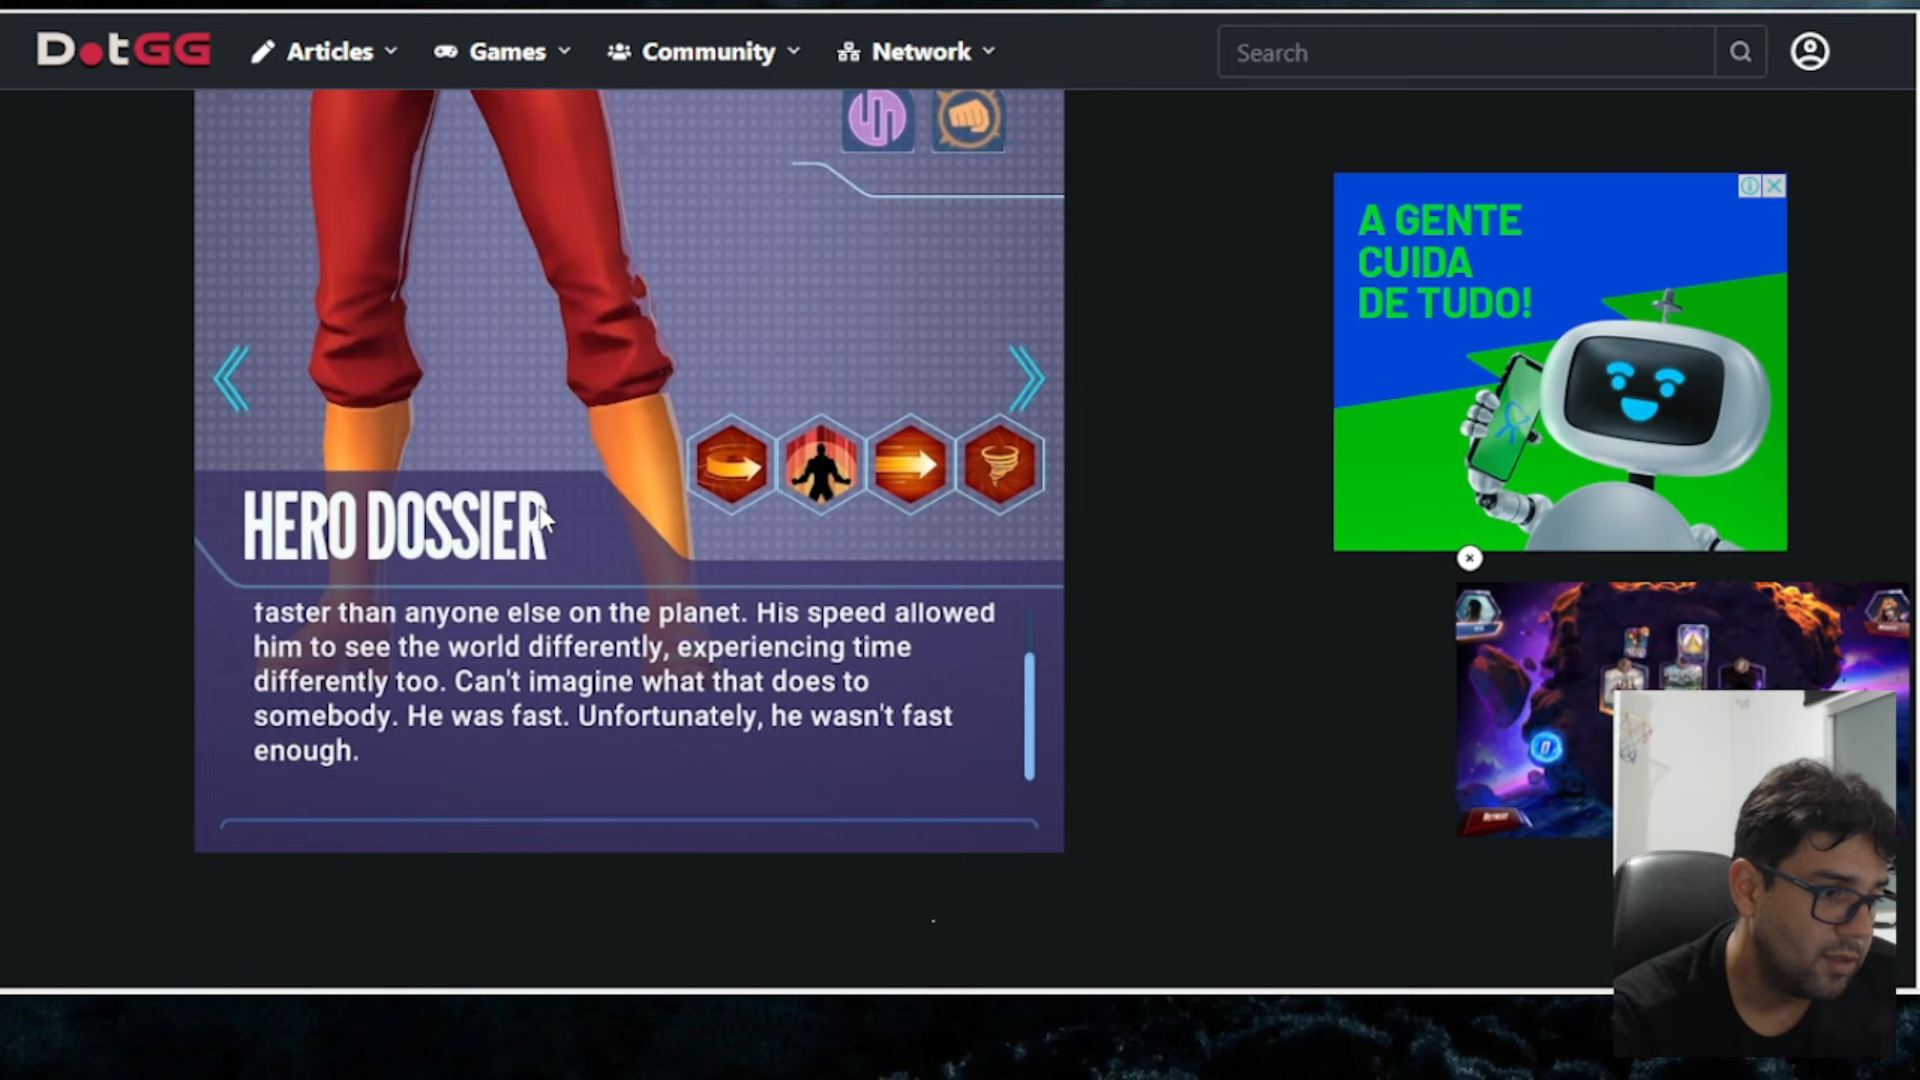 DotGG
Articles
Games
Community
Network
Search
A GENTE
CUIDA
DE TUDO!
HERO DOSSIER
faster than anyone else on the planet. His speed allowed
him to see the world differently, experiencing time
differently too. Can't imagine what that does to
somebody. He was fast. Unfortunately, he wasn't fast
enough.
0